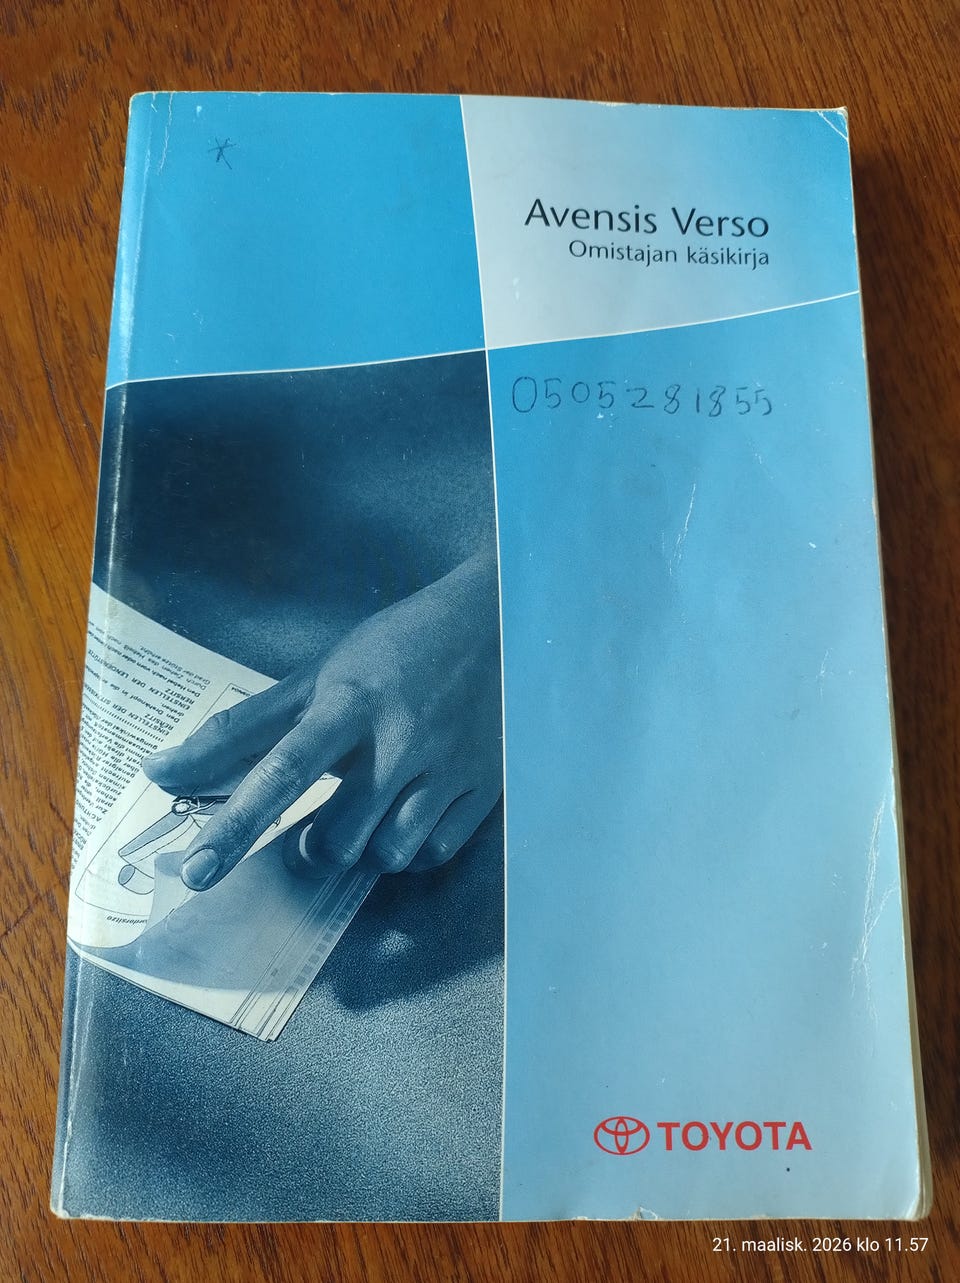 Avensis Verso
Omistajan käsikirja
0505281855
TOYOTA
21. maalisk. 2026 klo 11.57